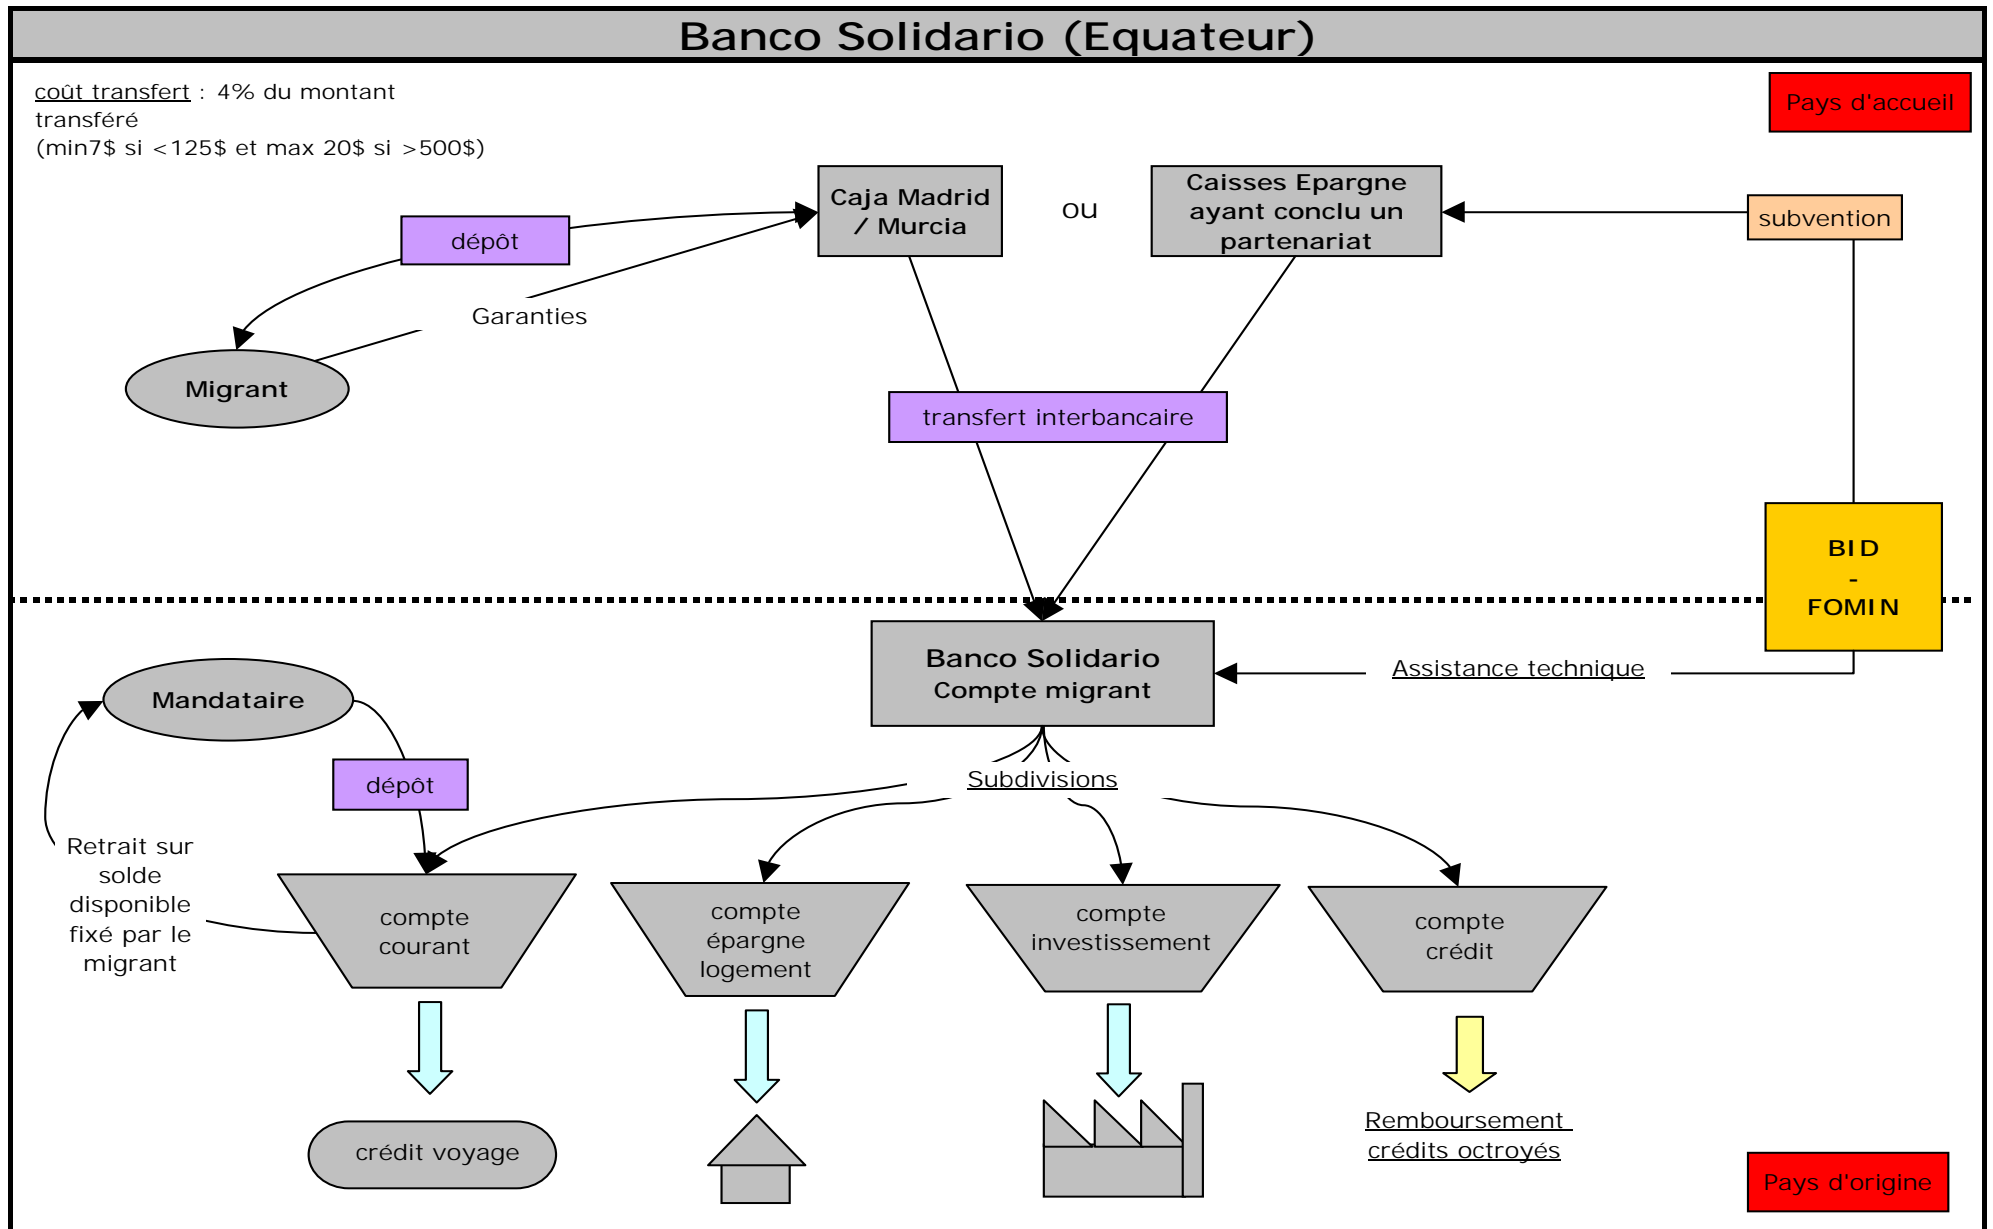 Banco Solidario (Equateur)
coût transfert : 4% du montant
transféré
(min7$ si <125$ et max 20$ si >500$)
Pays d'accueil
Caja Madrid
/ Murcia
ou
Caisses Epargne
ayant conclu un
partenariat
subvention
dépôt
Garanties
Migrant
transfert interbancaire
BID
-
FOMIN
Banco Solidario
Compte migrant
Assistance technique
Mandataire
dépôt
Subdivisions
Retrait sur
solde
disponible
fixé par le
migrant
compte
courant
compte
épargne
logement
compte
investissement
compte
crédit
crédit voyage
Remboursement
crédits octroyés
Pays d'origine